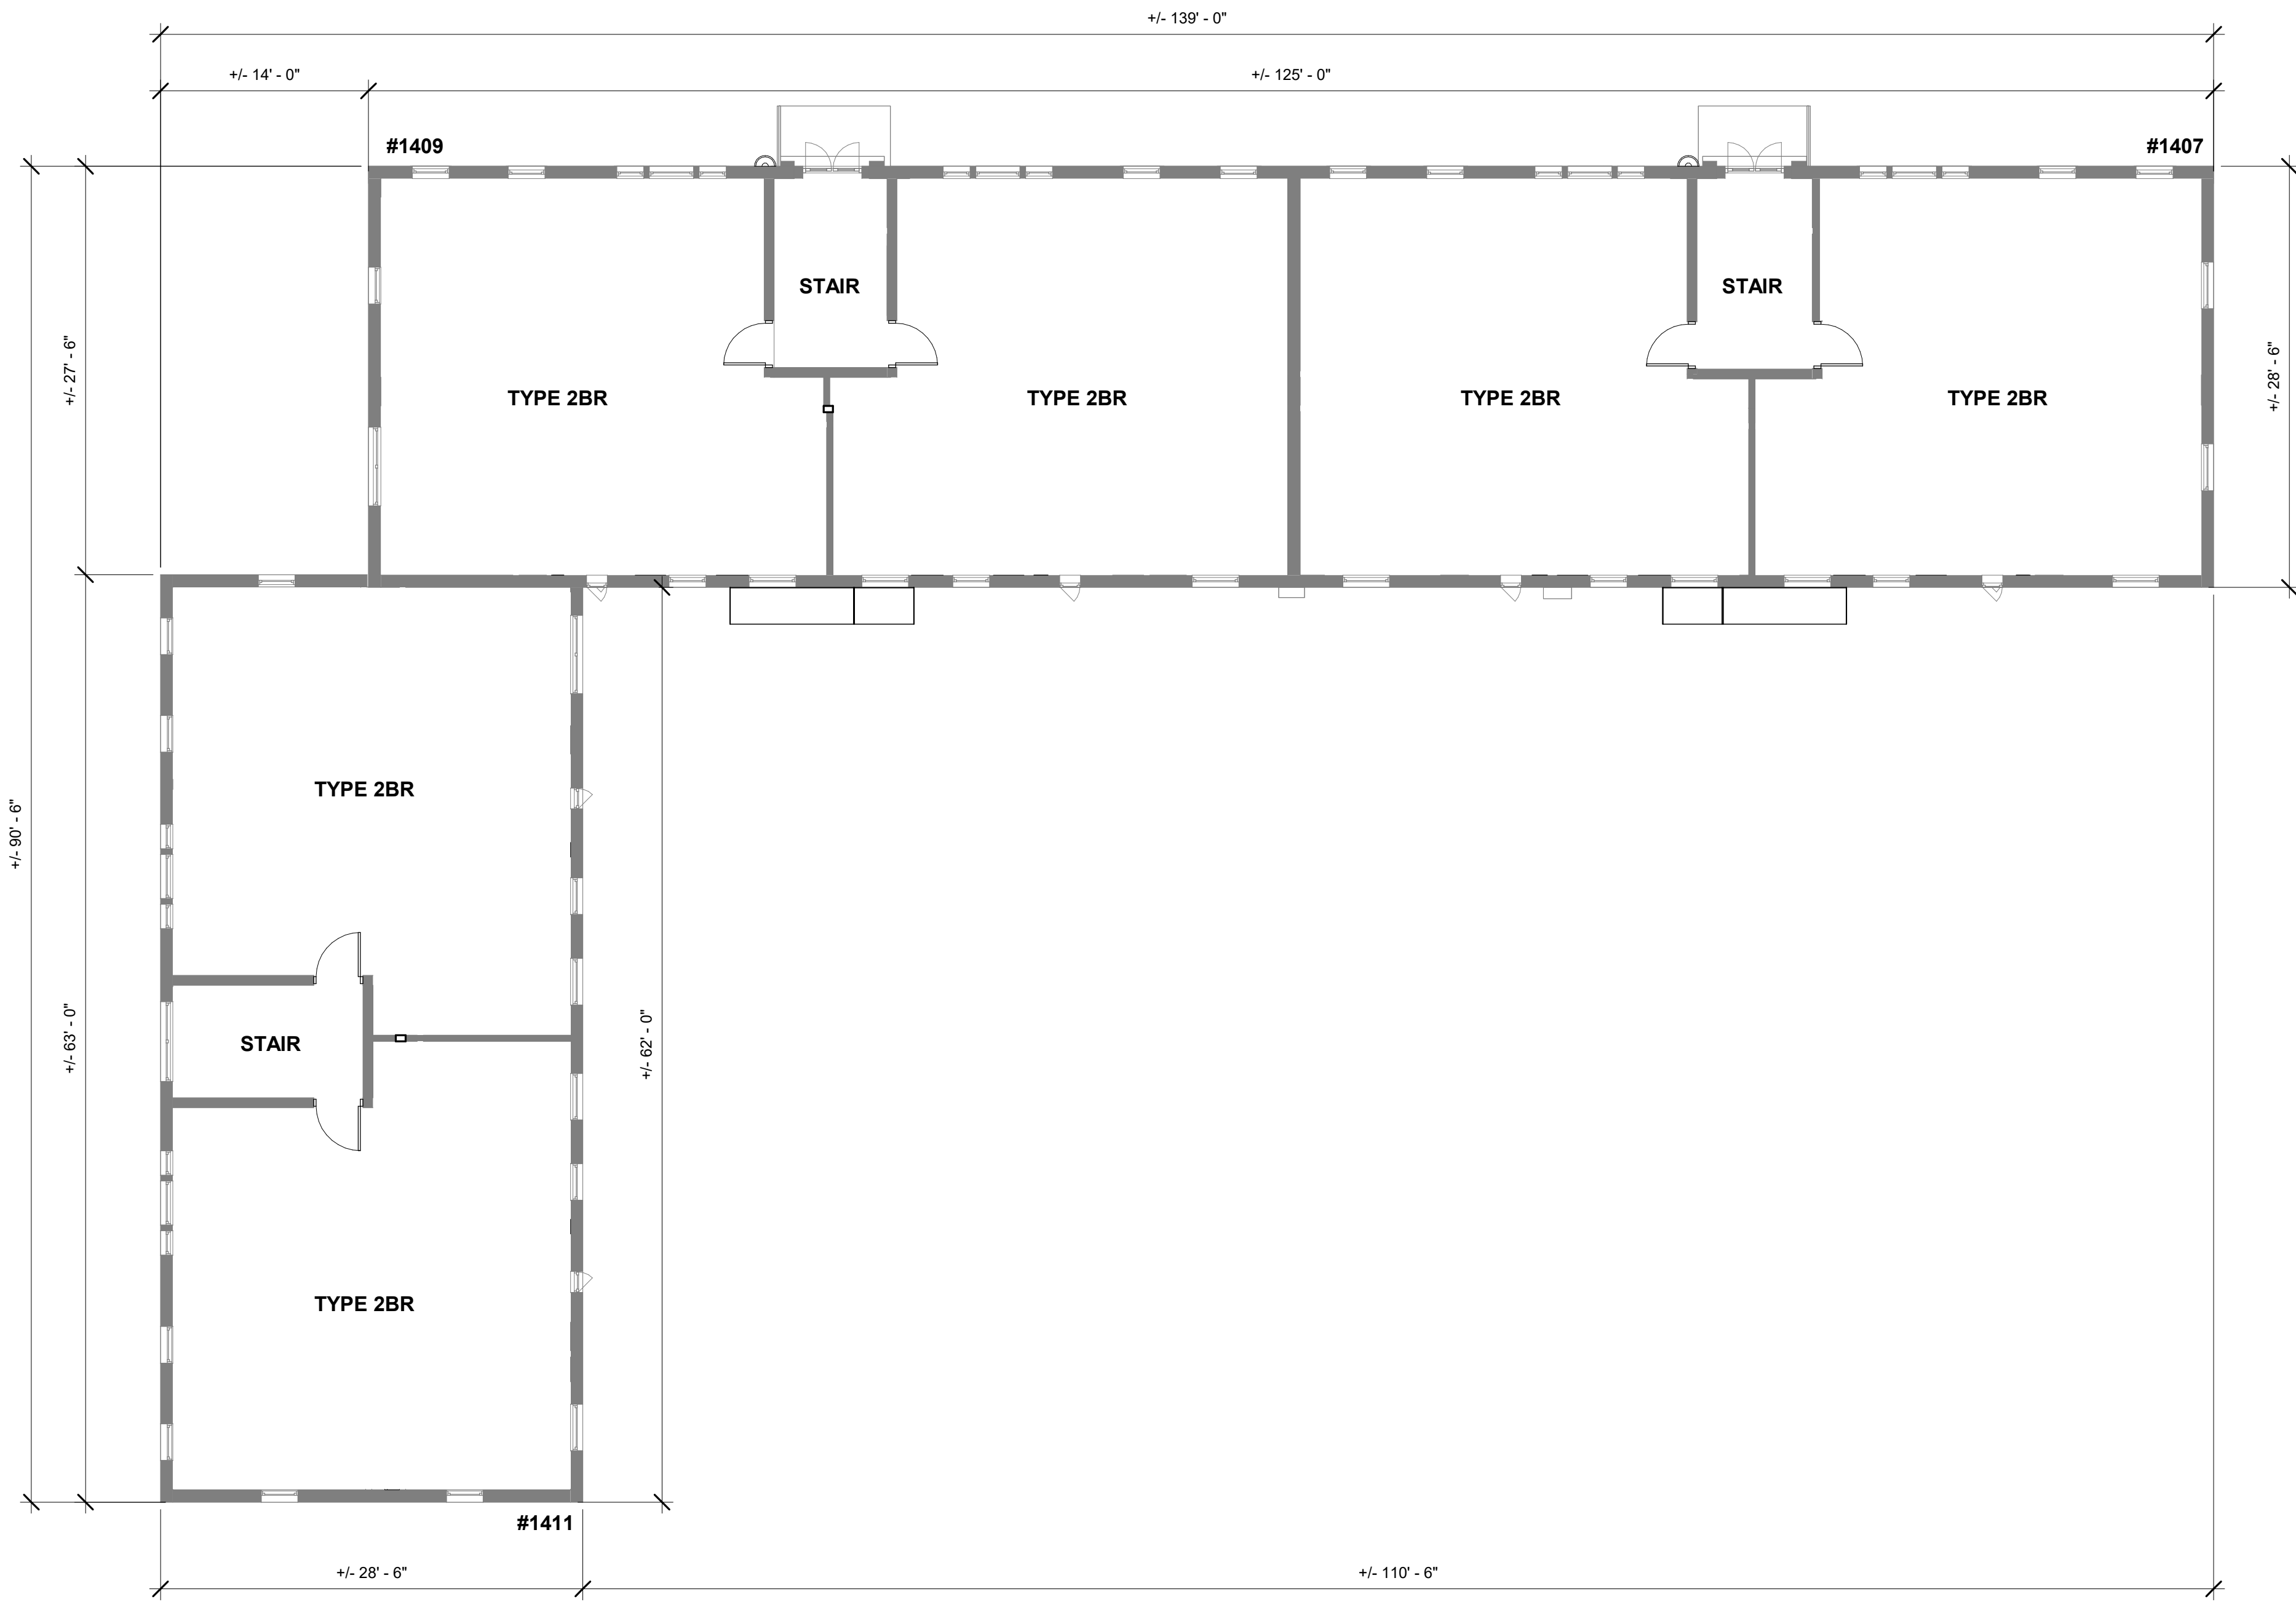 +/- 139' - 0"
+/- 14' - 0"
+/- 125' - 0"
#1409
#1407
STAIR
STAIR
+/- 27' - 6"
+/- 28' - 6"
TYPE 2BR
TYPE 2BR
TYPE 2BR
TYPE 2BR
TYPE 2BR
+/- 90' - 6"
+/- 63' - 0"
STAIR
+/- 62' - 0"
TYPE 2BR
#1411
+/- 28' - 6"
+/- 110' - 6"